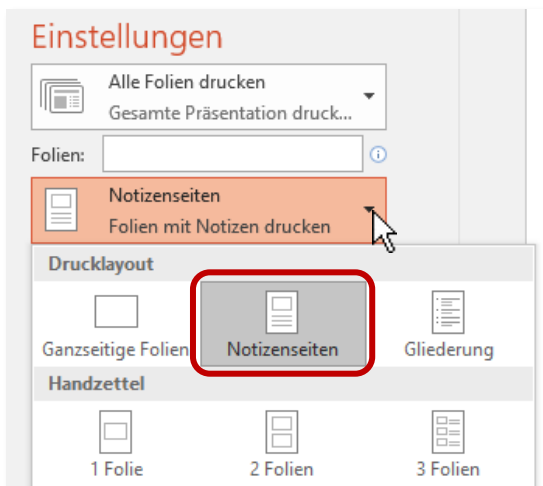 Einstellungen
Alle Folien drucken
Gesamte Präsentation druck...
Folien:
Notizenseiten
Folien mit Notizen drucken
Drucklayout
Ganzseitige Folien Notizenseiten Gliederung
Handzettel
1 Folie 2 Folien 3 Folien